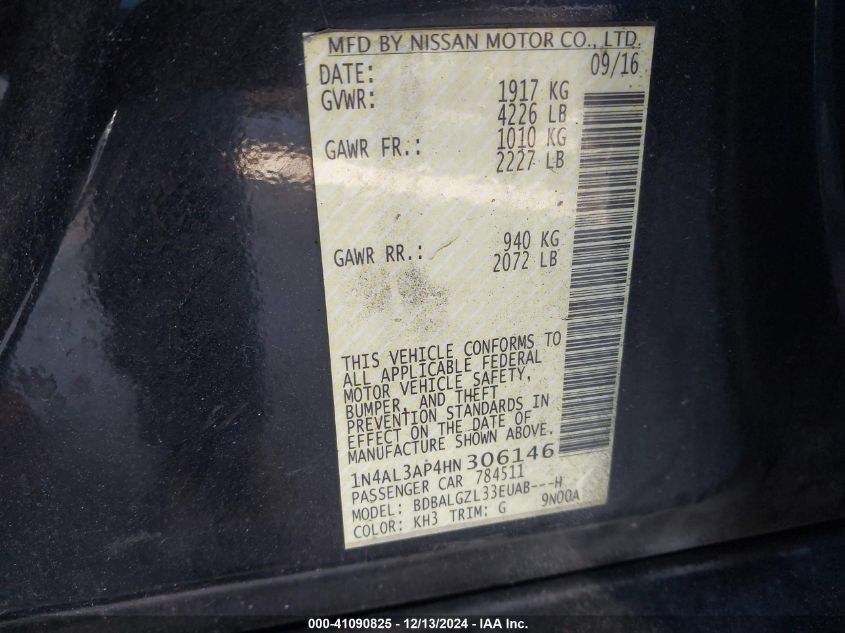 MFD BY NISSAN MOTOR CO., LTD.
DATE: 09/16
GVWR: 1917 KG
4226 LB
GAWR FR.: 1010 KG
2227 LB
GAWR RR.: 940 KG
2072 LB
THIS VEHICLE CONFORMS TO
ALL APPLICABLE FEDERAL
MOTOR VEHICLE SAFETY,
BUMPER, AND THEFT
PREVENTION STANDARDS IN
EFFECT ON THE DATE OF
MANUFACTURE SHOWN ABOVE.
1N4AL3AP4HN 306146
PASSENGER CAR 784511
MODEL: BDBALGZL33EUAB---H
COLOR: KH3 TRIM: G 9N00A
000-41090825 - 12/13/2024 - IAA Inc.